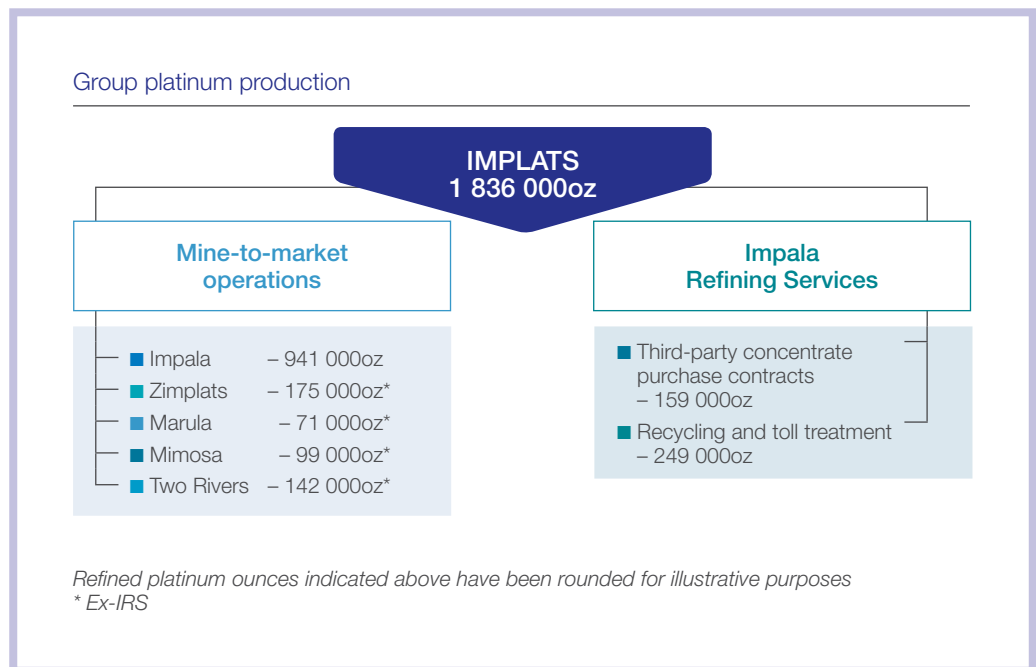 Group platinum production
IMPLATS
1 836 000oz
Mine-to-market
operations
Impala – 941 000oz
Zimplats – 175 000oz*
Marula – 71 000oz*
Mimosa – 99 000oz*
Two Rivers – 142 000oz*
Impala
Refining Services
Third-party concentrate
purchase contracts
– 159 000oz
Recycling and toll treatment
– 249 000oz
Refined platinum ounces indicated above have been rounded for illustrative purposes
* Ex-IRS